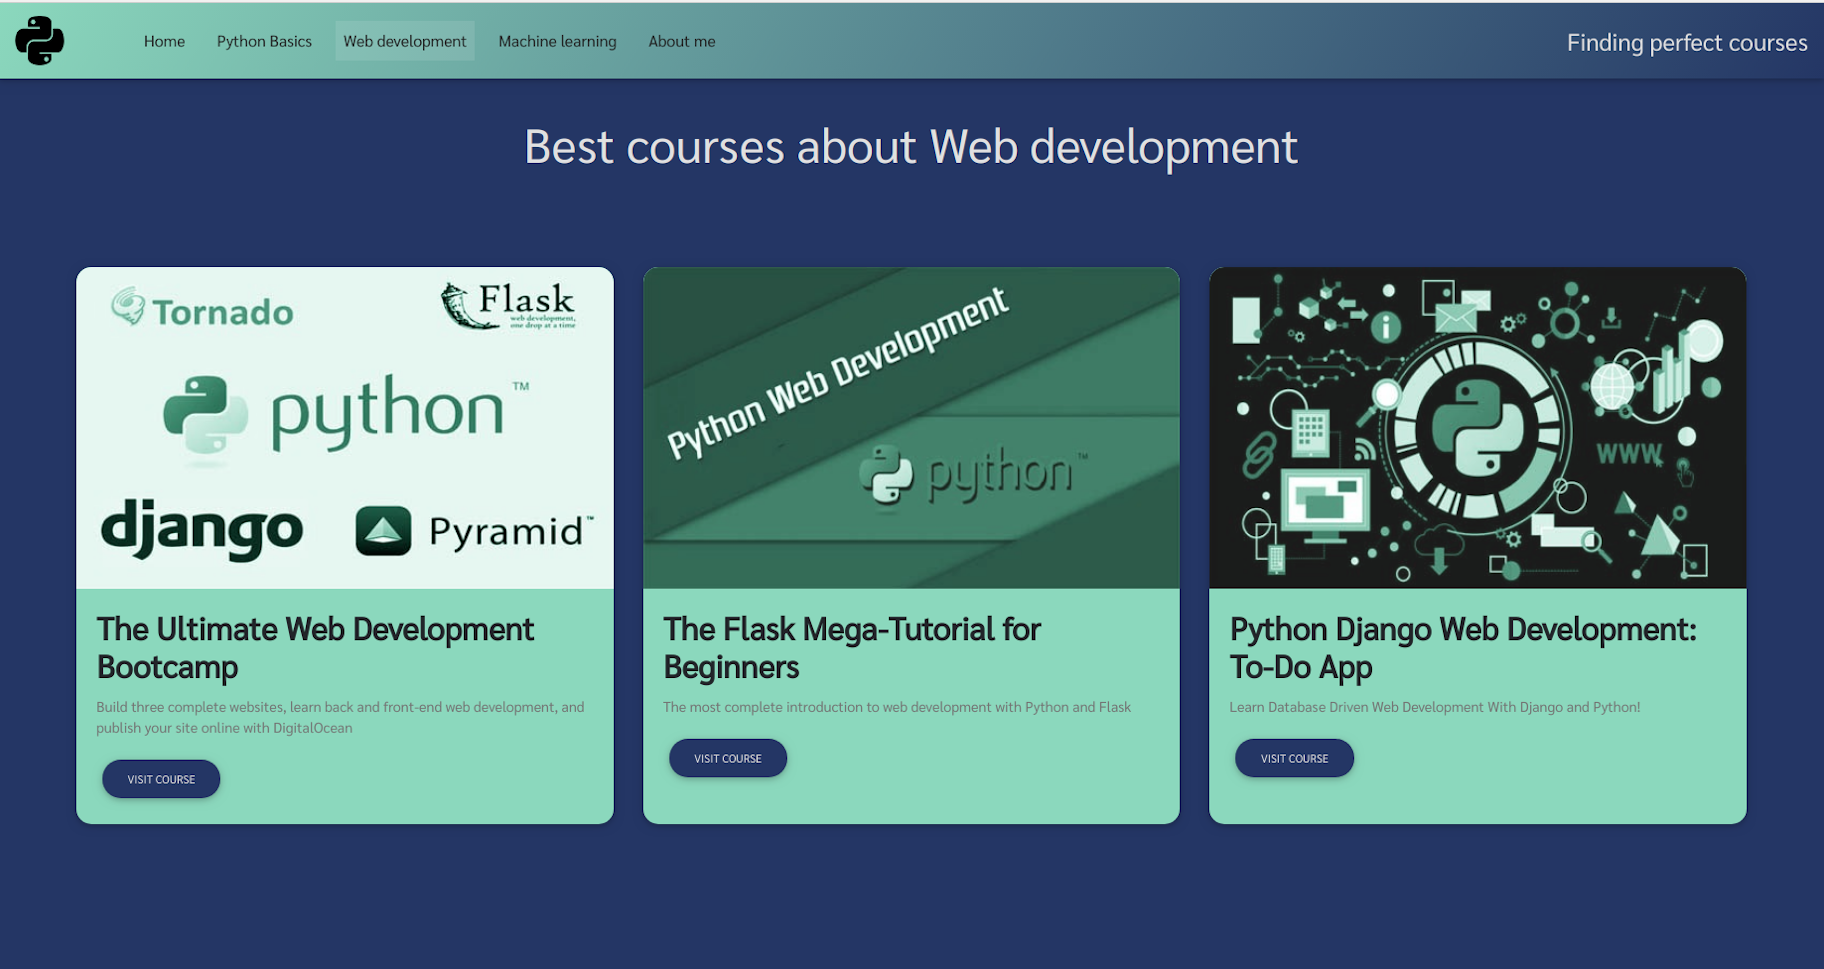 Home Python Basics Web development Machine learning About me Finding perfect courses
Best courses about Web development
Tornado
Flask
web development,
one drop at a time
python™
django
Pyramid™
Python Web Development
python™
WWW
The Ultimate Web Development
Bootcamp
Build three complete websites, learn back and front-end web development, and
publish your site online with DigitalOcean
VISIT COURSE
The Flask Mega-Tutorial for
Beginners
The most complete introduction to web development with Python and Flask
VISIT COURSE
Python Django Web Development:
To-Do App
Learn Database Driven Web Development With Django and Python!
VISIT COURSE